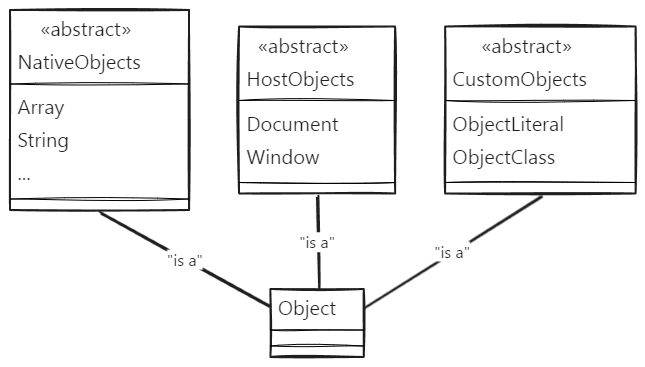 «abstract»
NativeObjects
Array
String
...
«abstract»
HostObjects
Document
Window
«abstract»
CustomObjects
ObjectLiteral
ObjectClass
"is a"
"is a"
"is a"
Object